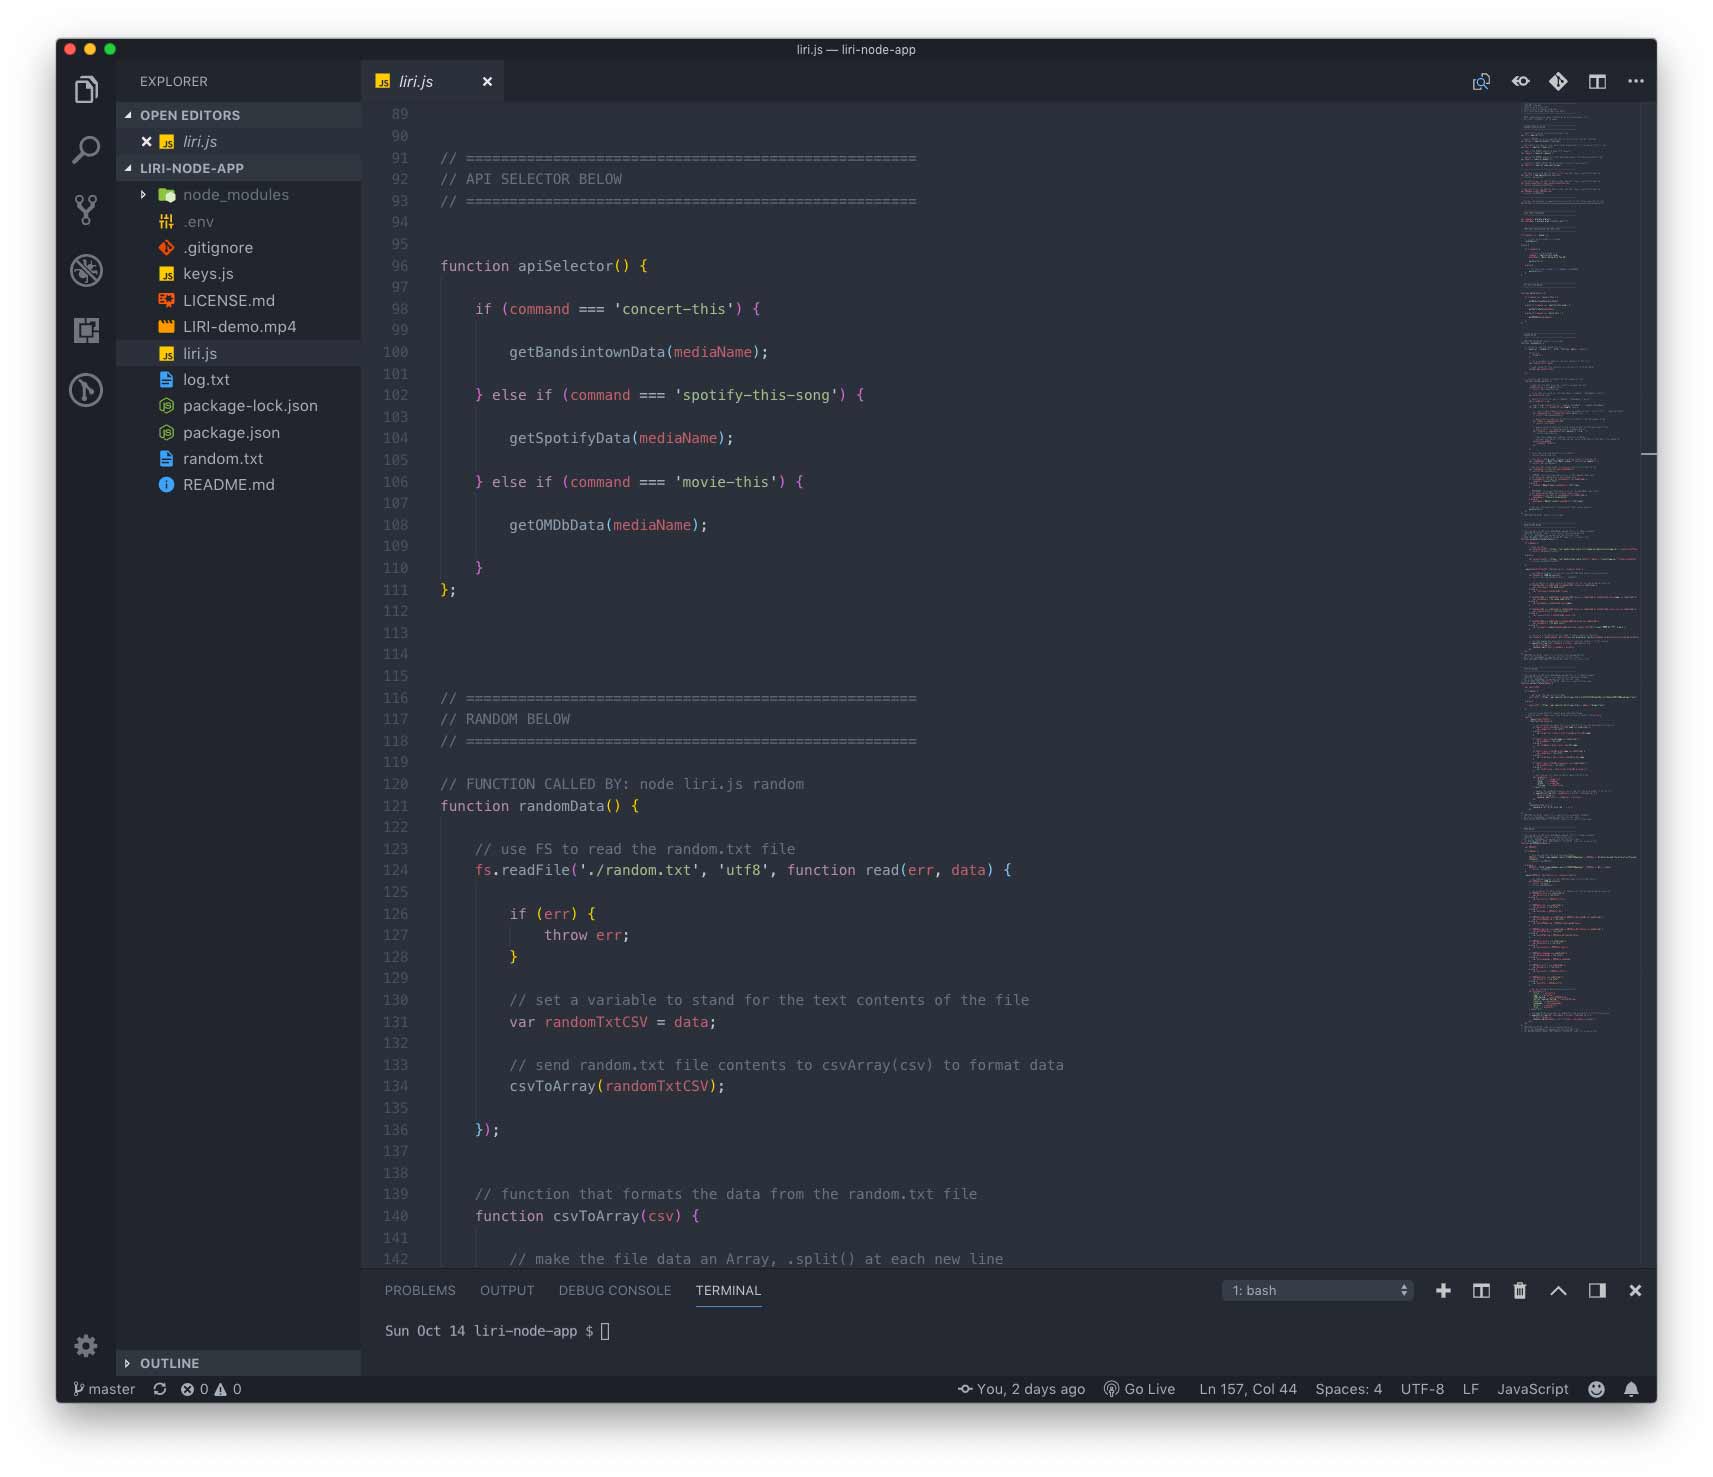 liri.js — liri-node-app
EXPLORER
OPEN EDITORS
liri.js
LIRI-NODE-APP
node_modules
.env
.gitignore
keys.js
LICENSE.md
LIRI-demo.mp4
liri.js
log.txt
package-lock.json
package.json
random.txt
README.md
OUTLINE
liri.js
89
90
91 // ====================================================
92 // API SELECTOR BELOW
93 // ====================================================
94
95
96 function apiSelector() {
97
98 if (command === 'concert-this') {
99
100 getBandsintownData(mediaName);
101
102 } else if (command === 'spotify-this-song') {
103
104 getSpotifyData(mediaName);
105
106 } else if (command === 'movie-this') {
107
108 getOMDbData(mediaName);
109
110 }
111 };
112
113
114
115
116 // ====================================================
117 // RANDOM BELOW
118 // ====================================================
119
120 // FUNCTION CALLED BY: node liri.js random
121 function randomData() {
122
123 // use FS to read the random.txt file
124 fs.readFile('./random.txt', 'utf8', function read(err, data) {
125
126 if (err) {
127 throw err;
128 }
129
130 // set a variable to stand for the text contents of the file
131 var randomTxtCSV = data;
132
133 // send random.txt file contents to csvArray(csv) to format data
134 csvToArray(randomTxtCSV);
135
136 });
137
138
139 // function that formats the data from the random.txt file
140 function csvToArray(csv) {
141
142 // make the file data an Array, .split() at each new line
PROBLEMS OUTPUT DEBUG CONSOLE TERMINAL 1: bash
Sun Oct 14 liri-node-app $
master 0 0 You, 2 days ago Go Live Ln 157, Col 44 Spaces: 4 UTF-8 LF JavaScript